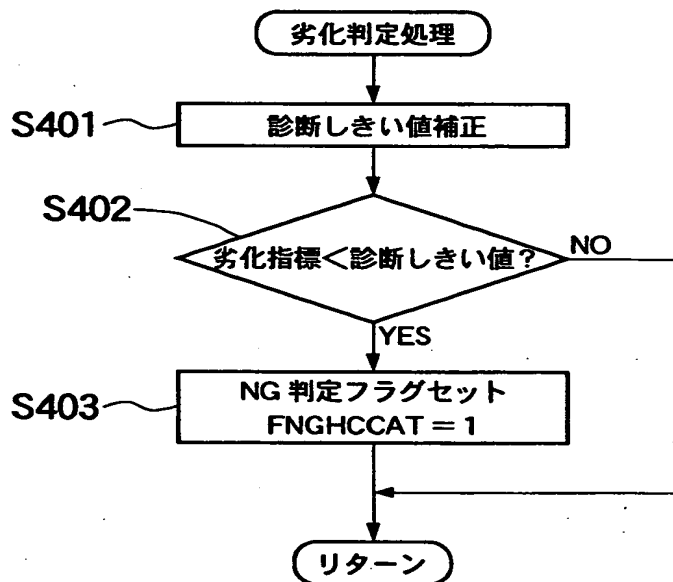 劣化判定処理
S401
診断しきい値補正
S402
劣化指標<診断しきい値?
NO
YES
S403
NG 判定フラグセット
FNGHCCAT = 1
リターン